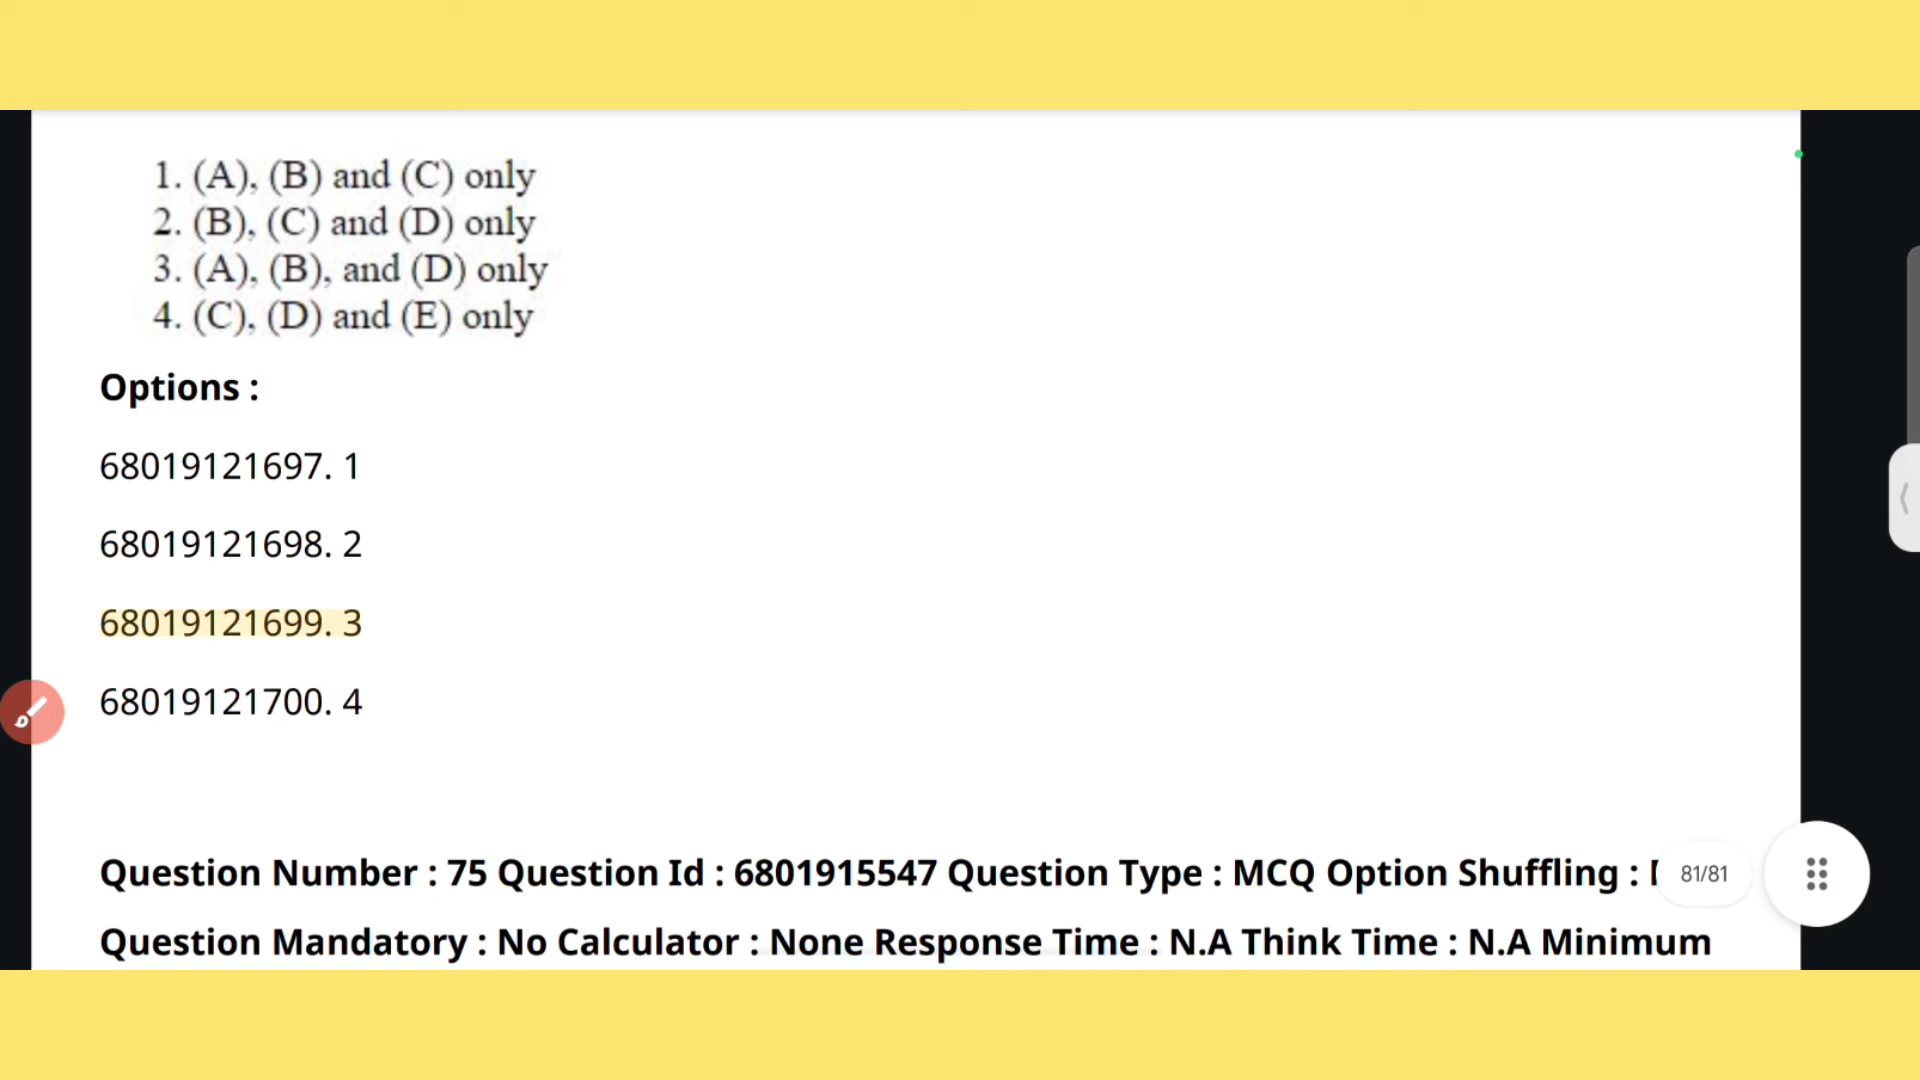 1. (A), (B) and (C) only
2. (B), (C) and (D) only
3. (A), (B), and (D) only
4. (C), (D) and (E) only
Options :
68019121697. 1
68019121698. 2
68019121699. 3
68019121700. 4
Question Number : 75 Question Id : 6801915547 Question Type : MCQ Option Shuffling :
81/81
Question Mandatory : No Calculator : None Response Time : N.A Think Time : N.A Minimum